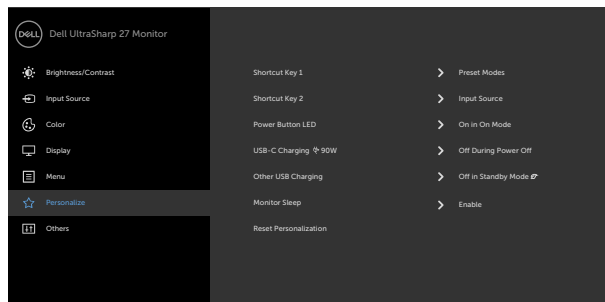 DELL Dell UltraSharp 27 Monitor
Brightness/Contrast Shortcut Key 1 Preset Modes
Input Source Shortcut Key 2 Input Source
Color Power Button LED On in On Mode
Display USB-C Charging 90W Off During Power Off
Menu Other USB Charging Off in Standby Mode
Personalize Monitor Sleep Enable
Others Reset Personalization